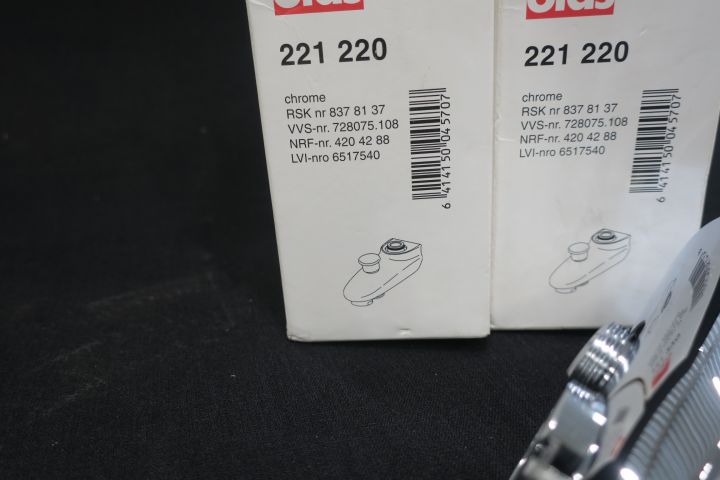 Oras
221 220
chrome
RSK nr 837 81 37
VVS-nr. 728075.108
NRF-nr. 420 42 88
LVI-nro 6517540
6 414150 045707
Oras
221 220
chrome
RSK nr 837 81 37
VVS-nr. 728075.108
NRF-nr. 420 42 88
LVI-nro 6517540
6 414150 045707